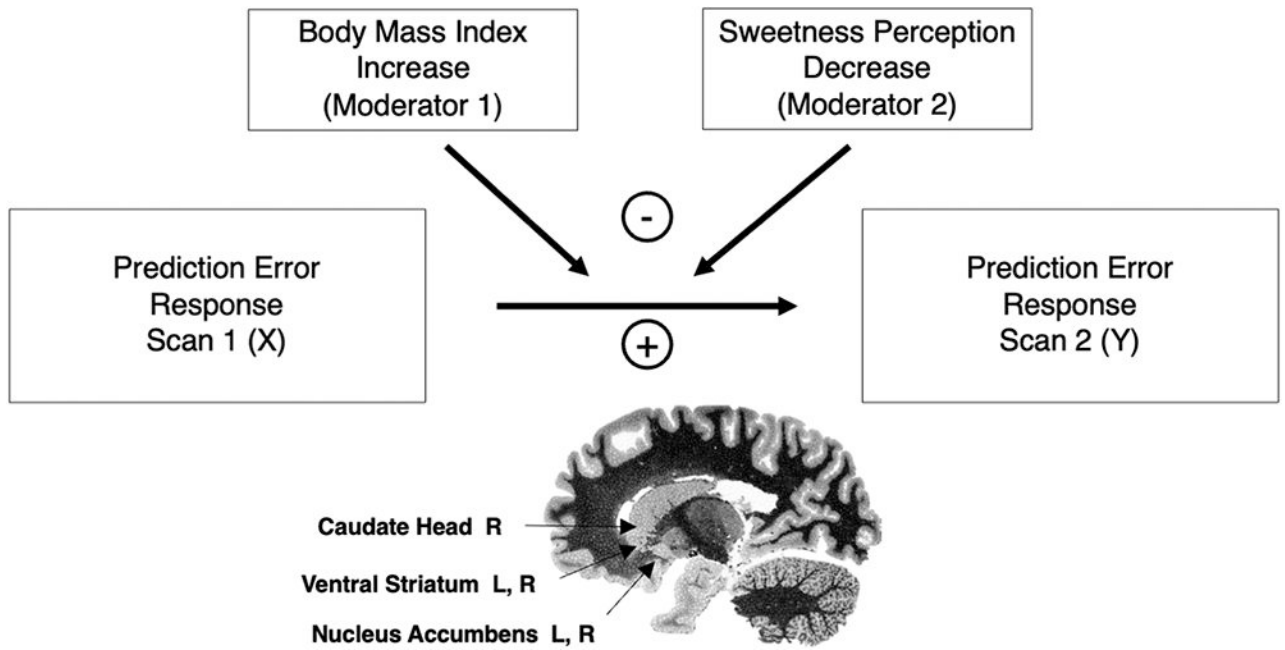 Body Mass Index
Increase
(Moderator 1)
Sweetness Perception
Decrease
(Moderator 2)
-
Prediction Error
Response
Scan 1 (X)
Prediction Error
Response
Scan 2 (Y)
+
Caudate Head R
Ventral Striatum L, R
Nucleus Accumbens L, R